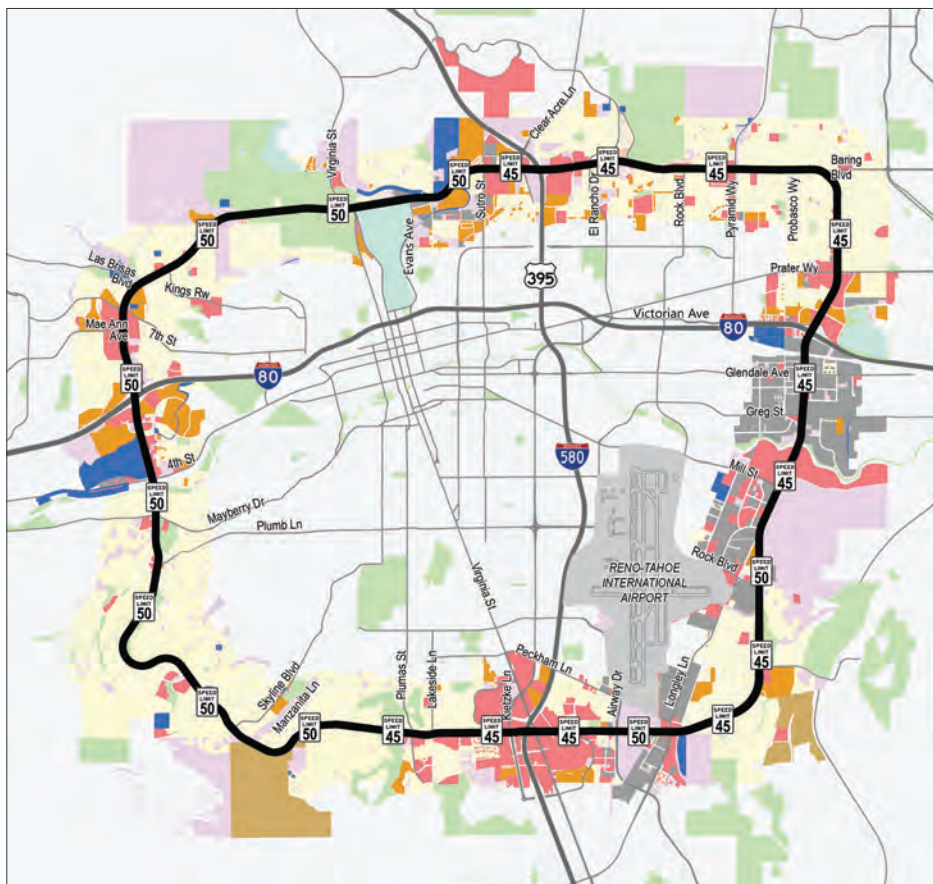 Clear Acre Ln
Virginia St
SPEED LIMIT 50
SPEED LIMIT 45
SPEED LIMIT 45
SPEED LIMIT 45
Baring
Blvd
Sutro St
El Rancho Dr
Rock Blvd
Pyramid Wy
Probasco Wy
SPEED LIMIT 50
SPEED LIMIT 50
Evans Ave
SPEED LIMIT 45
Las Brisas
Blvd
Kings Rw
395
Prater Wy
Mae Ann
Ave
7th St
Victorian Ave
80
80
SPEED LIMIT 50
Glendale Ave
SPEED LIMIT 45
Greg St
4th St
580
Mill St
SPEED LIMIT 45
SPEED LIMIT 50
Mayberry Dr
Plumb Ln
Rock Blvd
RENO-TAHOE
INTERNATIONAL
AIRPORT
SPEED LIMIT 50
SPEED LIMIT 50
Virginia St
SPEED LIMIT 45
Skyline Blvd
Manzanita Ln
Plumas St
Lakeside Ln
Kietzke Ln
Peckham Ln
Airway Dr
Longley Ln
SPEED LIMIT 50
SPEED LIMIT 50
SPEED LIMIT 45
SPEED LIMIT 45
SPEED LIMIT 45
SPEED LIMIT 50
SPEED LIMIT 45